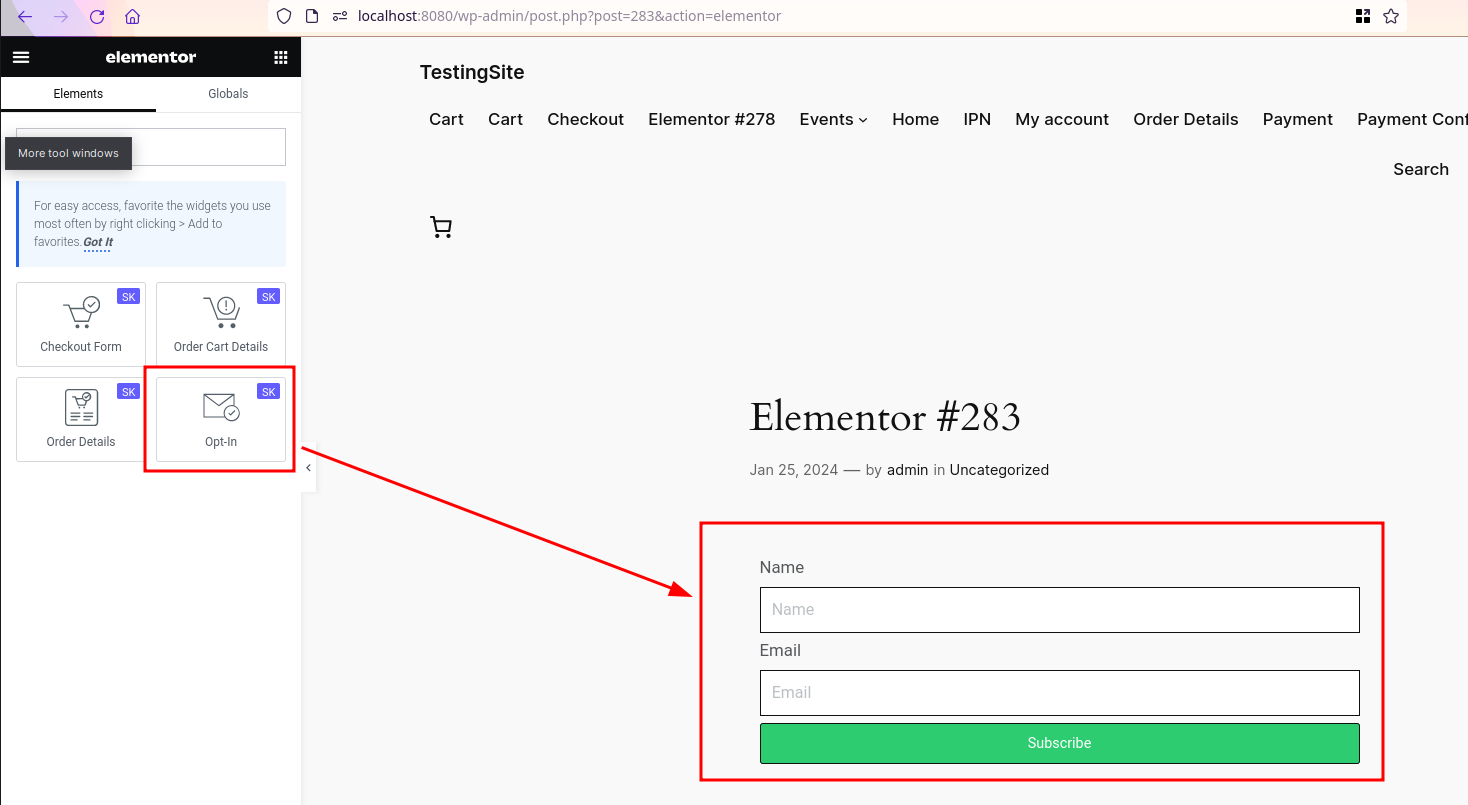 localhost:8080/wp-admin/post.php?post=283&action=elementor
elementor
Elements
Globals
More tool windows
For easy access, favorite the widgets you use
most often by right clicking > Add to
favorites. Got It
SK
Checkout Form
SK
Order Cart Details
SK
Order Details
SK
Opt-In
TestingSite
Cart Cart Checkout Elementor #278 Events Home IPN My account Order Details Payment Payment Conf
Search
Elementor #283
Jan 25, 2024 — by admin in Uncategorized
Name
Name
Email
Email
Subscribe